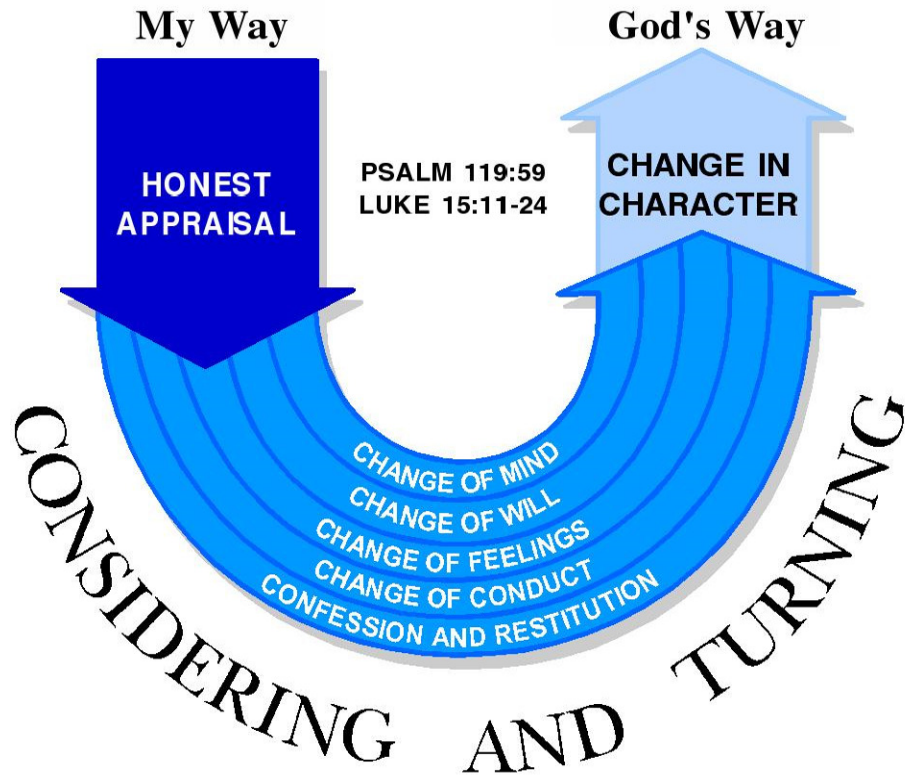 My Way
God's Way
HONEST
APPRAISAL
PSALM 119:59
LUKE 15:11-24
CHANGE IN
CHARACTER
CHANGE OF MIND
CHANGE OF WILL
CHANGE OF FEELINGS
CHANGE OF CONDUCT
CONFESSION AND RESTITUTION
CONSIDERING AND TURNING